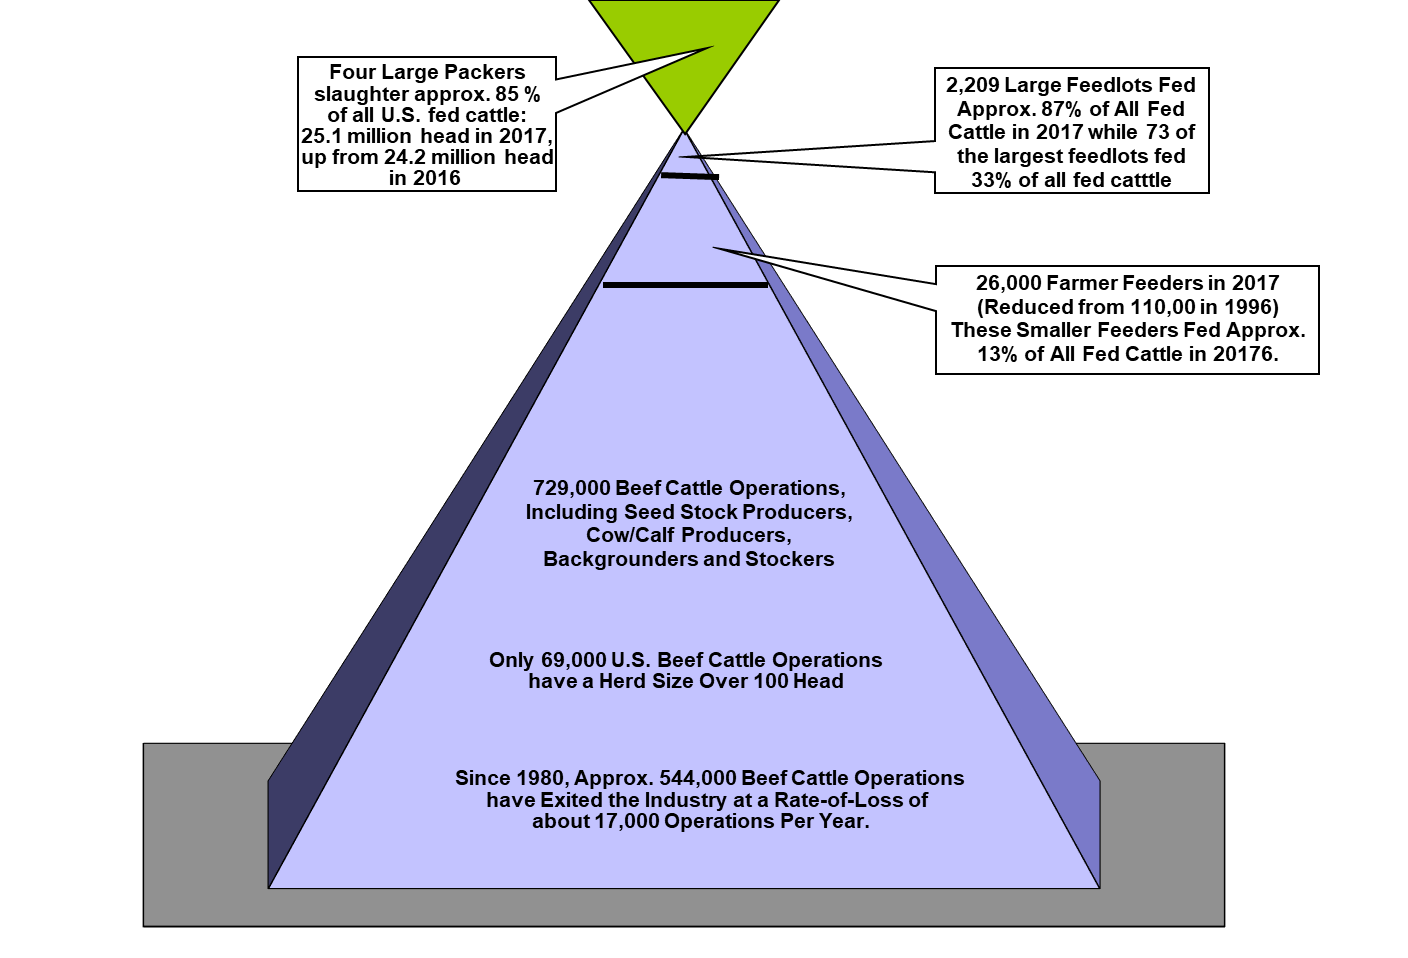 Four Large Packers
slaughter approx. 85 %
of all U.S. fed cattle:
25.1 million head in 2017,
up from 24.2 million head
in 2016
2,209 Large Feedlots Fed
Approx. 87% of All Fed
Cattle in 2017 while 73 of
the largest feedlots fed
33% of all fed catttle
26,000 Farmer Feeders in 2017
(Reduced from 110,00 in 1996)
These Smaller Feeders Fed Approx.
13% of All Fed Cattle in 20176.
729,000 Beef Cattle Operations,
Including Seed Stock Producers,
Cow/Calf Producers,
Backgrounders and Stockers
Only 69,000 U.S. Beef Cattle Operations
have a Herd Size Over 100 Head
Since 1980, Approx. 544,000 Beef Cattle Operations
have Exited the Industry at a Rate-of-Loss of
about 17,000 Operations Per Year.